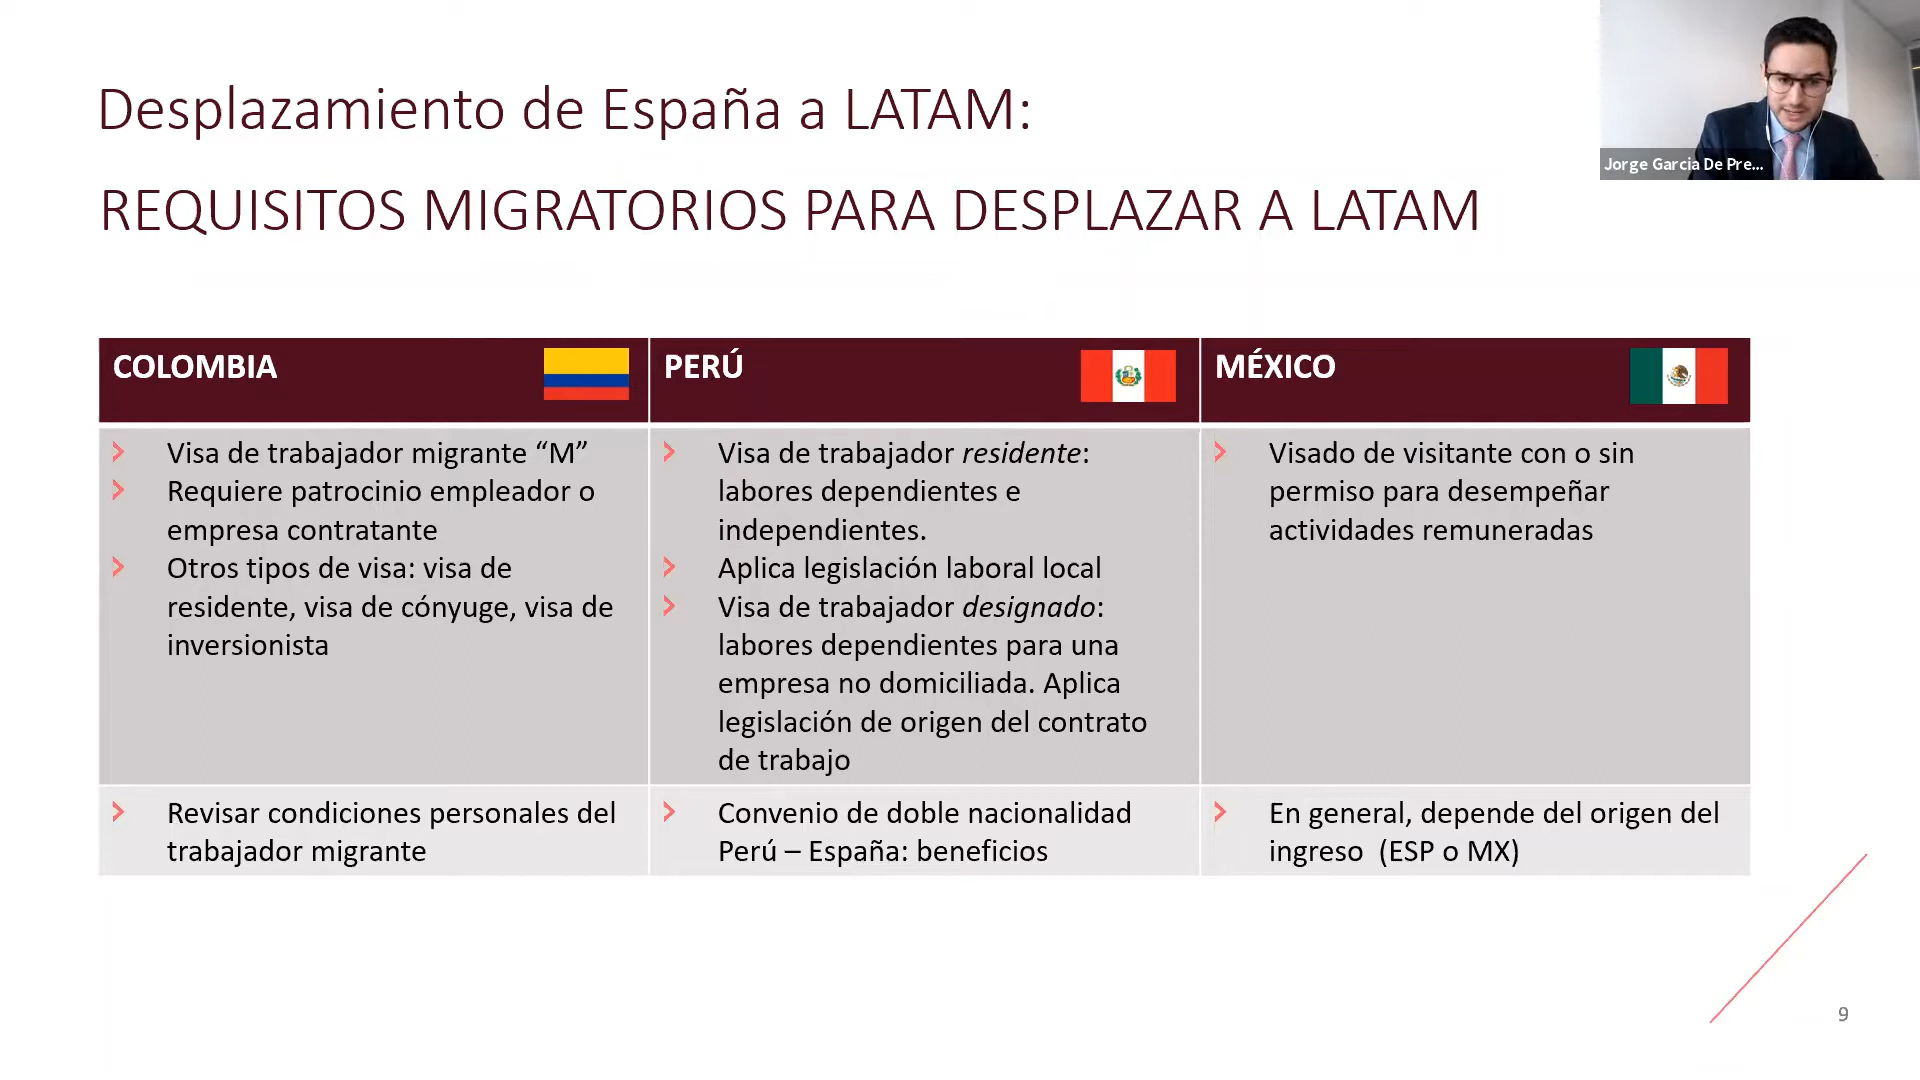 Desplazamiento de España a LATAM:
REQUISITOS MIGRATORIOS PARA DESPLAZAR A LATAM
Jorge Garcia De Pre...
COLOMBIA
Visa de trabajador migrante “M”
Requiere patrocinio empleador o
empresa contratante
Otros tipos de visa: visa de
residente, visa de cónyuge, visa de
inversionista
Revisar condiciones personales del
trabajador migrante
PERÚ
Visa de trabajador residente:
labores dependientes e
independientes.
Aplica legislación laboral local
Visa de trabajador designado:
labores dependientes para una
empresa no domiciliada. Aplica
legislación de origen del contrato
de trabajo
Convenio de doble nacionalidad
Perú – España: beneficios
MÉXICO
Visado de visitante con o sin
permiso para desempeñar
actividades remuneradas
En general, depende del origen del
ingreso (ESP o MX)
9